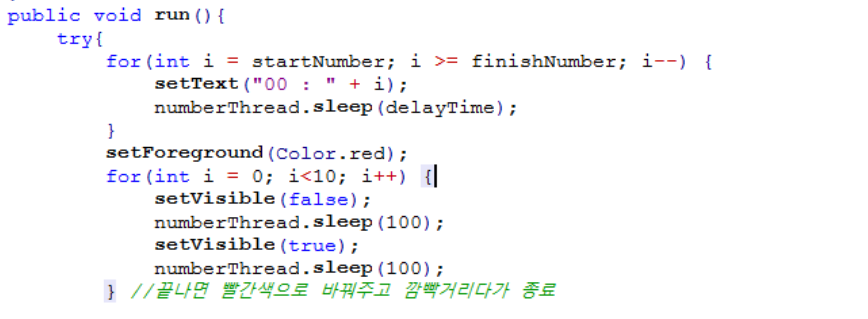 public void run(){
try{
for(int i = startNumber; i >= finishNumber; i--) {
setText("00 : " + i);
numberThread.sleep(delayTime);
}
setForeground(Color.red);
for(int i = 0; i<10; i++) {
setVisible(false);
numberThread.sleep(100);
setVisible(true);
numberThread.sleep(100);
} //끝나면 빨간색으로 바꿔주고 깜빡거리다가 종료